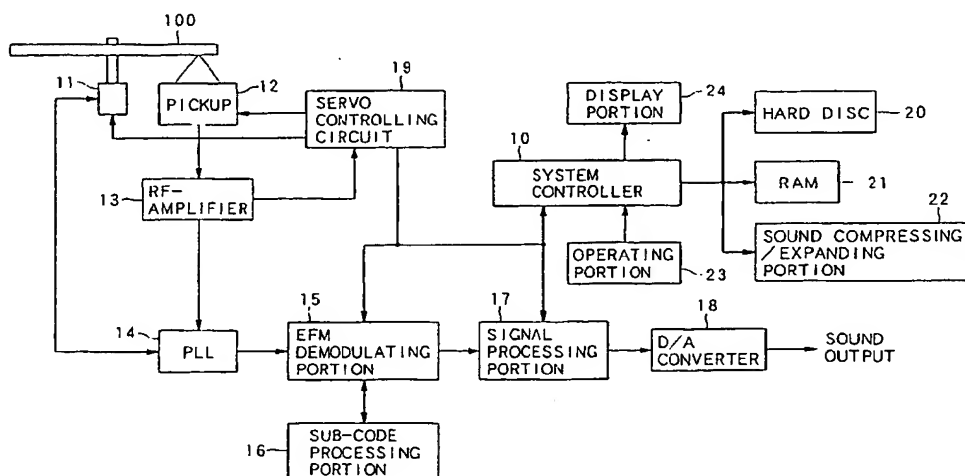 100
11
PICKUP
12
19
SERVO
CONTROLLING
CIRCUIT
13
RF-
AMPLIFIER
14
PLL
15
EFM
DEMODULATING
PORTION
16
SUB-CODE
PROCESSING
PORTION
17
SIGNAL
PROCESSING
PORTION
18
D/A
CONVERTER
SOUND
OUTPUT
10
SYSTEM
CONTROLLER
DISPLAY
PORTION
24
OPERATING
PORTION
23
HARD DISC
20
RAM
21
22
SOUND COMPRESSING
/EXPANDING
PORTION